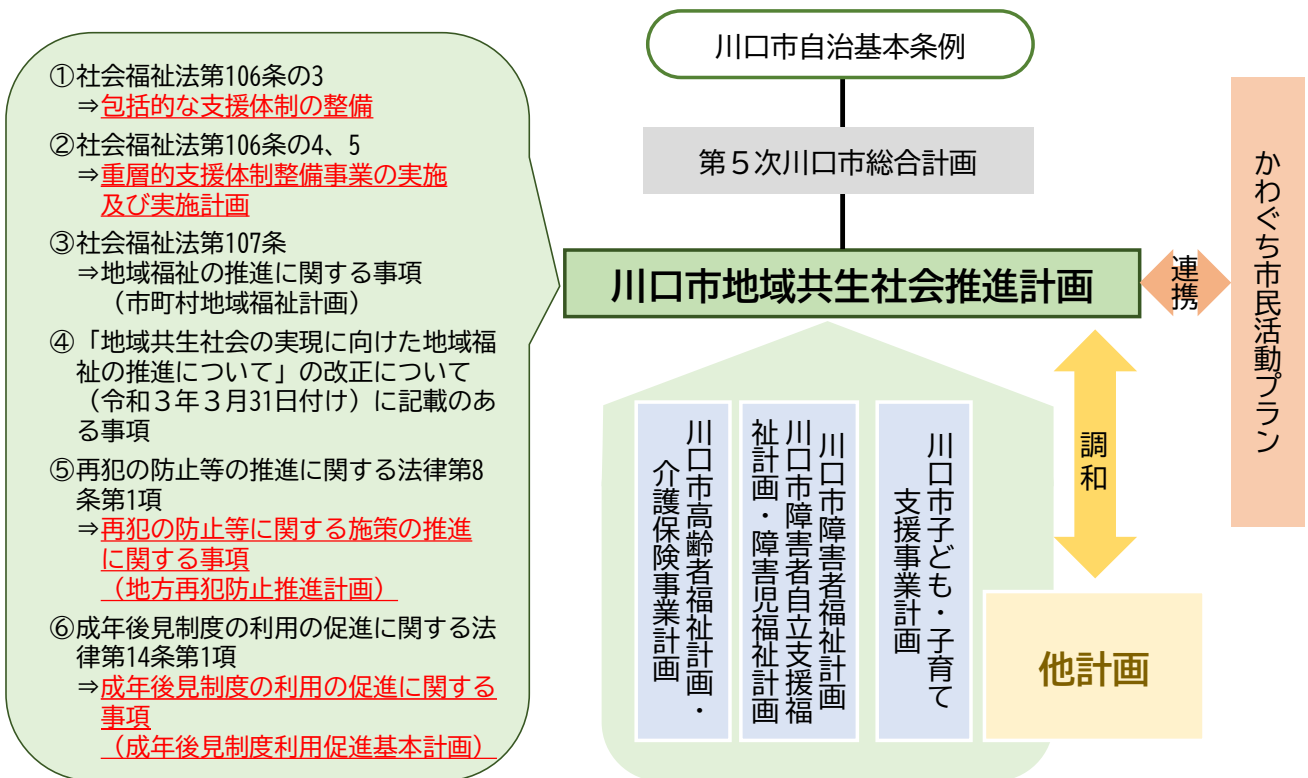 ①社会福祉法第106条の3
⇒包括的な支援体制の整備
②社会福祉法第106条の4、5
⇒重層的支援体制整備事業の実施
及び実施計画
③社会福祉法第107条
⇒地域福祉の推進に関する事項
（市町村地域福祉計画）
④「地域共生社会の実現に向けた地域福
祉の推進について」の改正について
（令和３年３月31日付け）に記載のあ
る事項
⑤再犯の防止等の推進に関する法律第8
条第1項
⇒再犯の防止等に関する施策の推進
に関する事項
（地方再犯防止推進計画）
⑥成年後見制度の利用の促進に関する法
律第14条第1項
⇒成年後見制度の利用の促進に関する
事項
（成年後見制度利用促進基本計画）
川口市自治基本条例
第５次川口市総合計画
川口市地域共生社会推進計画
連携
かわぐち市民活動プラン
調和
川口市高齢者福祉計画・
介護保険事業計画
川口市障害者福祉計画
川口市障害者自立支援福
祉計画・障害児福祉計画
川口市子ども・子育て
支援事業計画
他計画